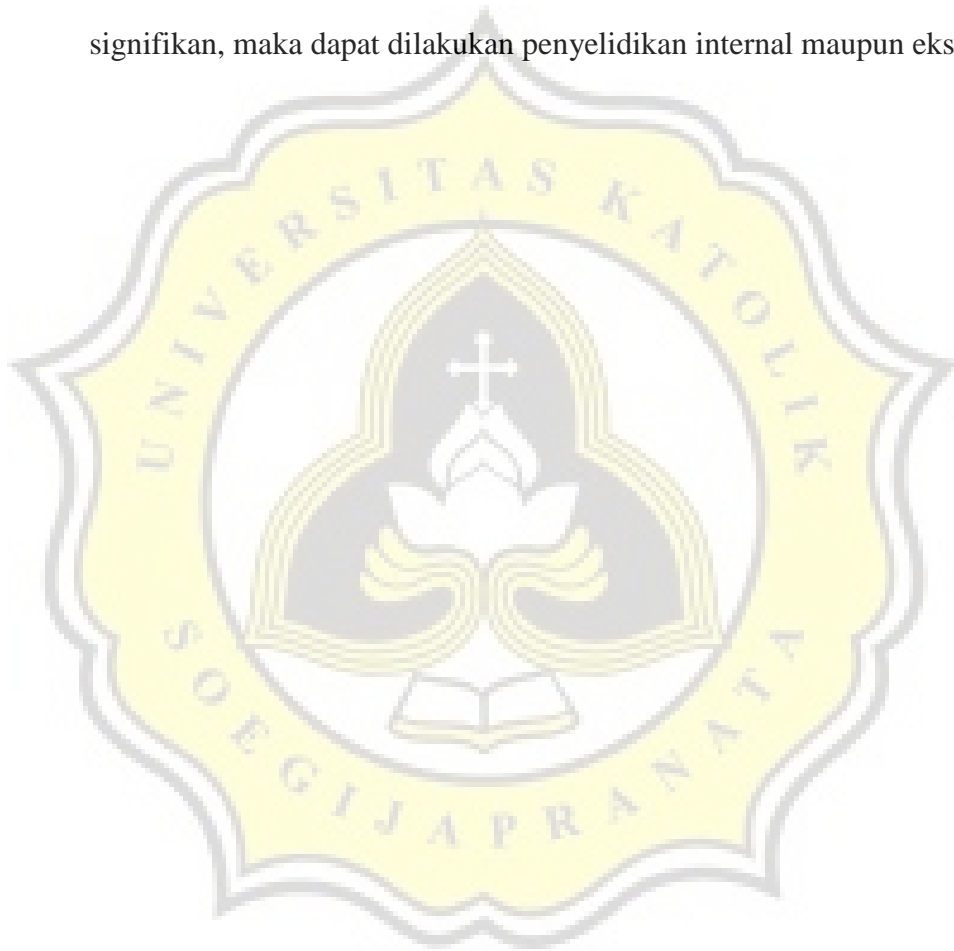 signifikan, maka dapat dilakukan penyelidikan internal maupun eks
UNIVERSITAS KATOLIK
SOEGIJAPRANATA